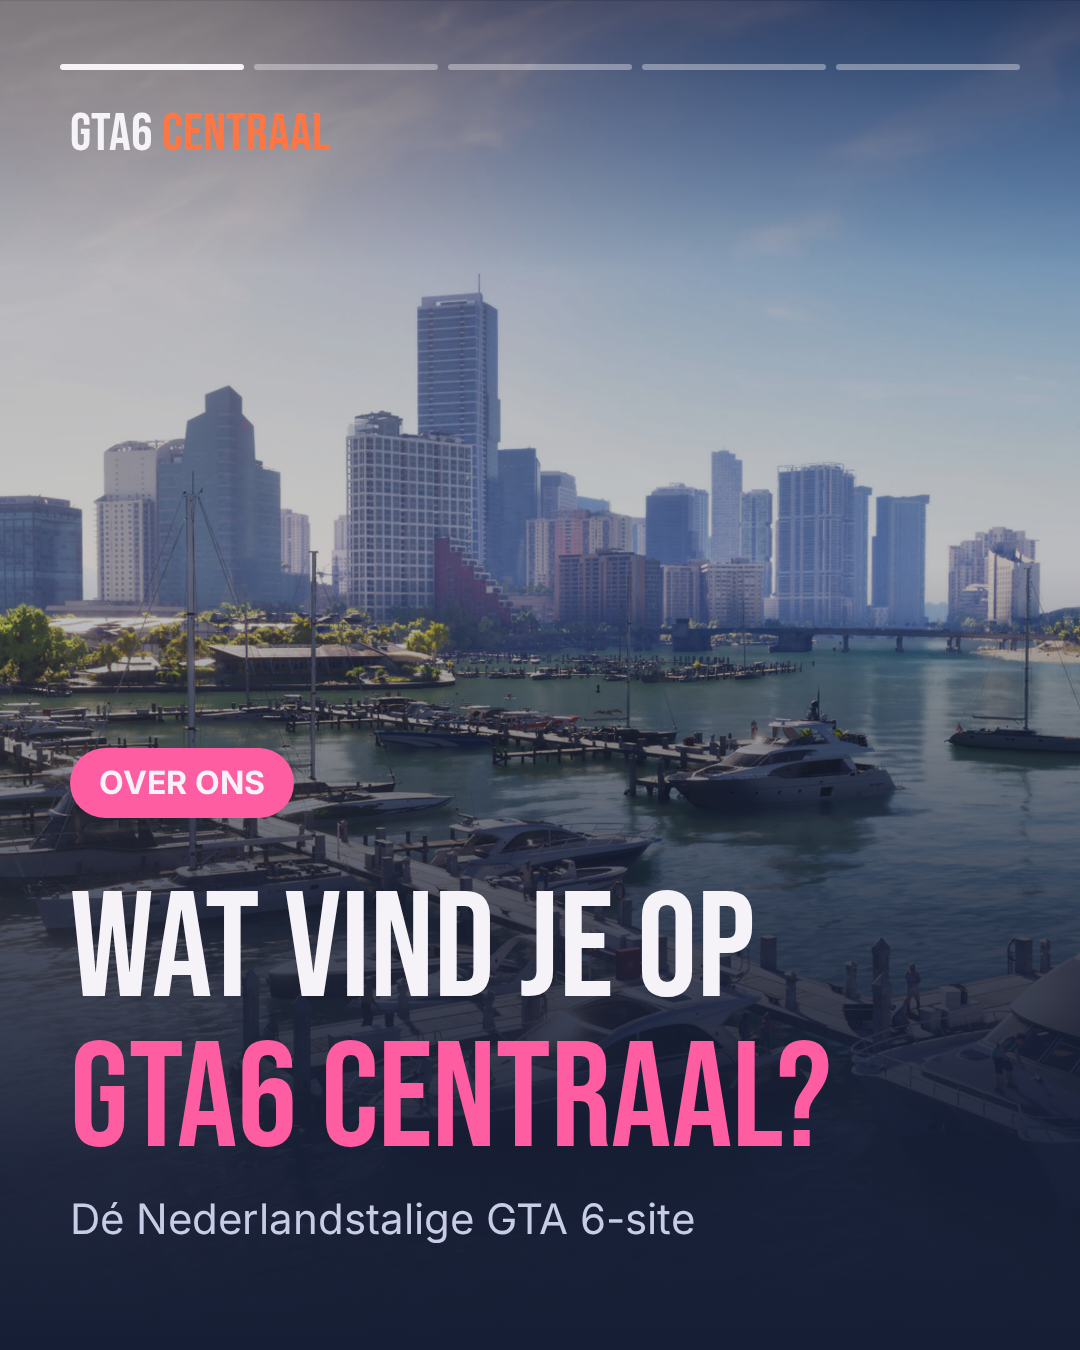 GTA6 CENTRAAL
OVER ONS
WAT VIND JE OP
GTA6 CENTRAAL?
Dé Nederlandstalige GTA 6-site